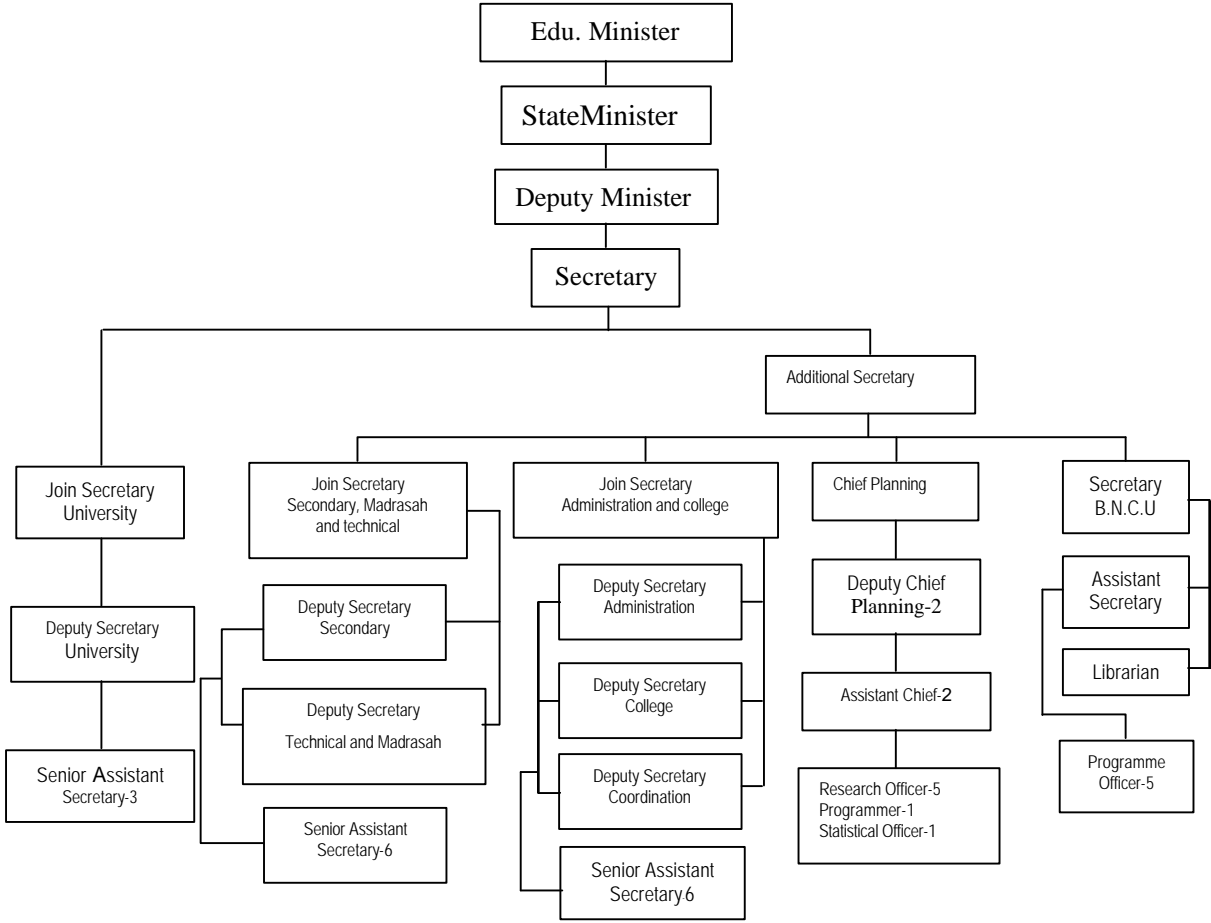 Edu. Minister
StateMinister
Deputy Minister
Secretary
Additional Secretary
Join Secretary
University
Join Secretary
Secondary, Madrasah
and technical
Join Secretary
Administration and college
Chief Planning
Secretary
B.N.C.U
Deputy Secretary
University
Deputy Secretary
Secondary
Deputy Secretary
Administration
Deputy Chief
Planning-2
Assistant
Secretary
Deputy Secretary
Technical and Madrasah
Deputy Secretary
College
Assistant Chief-2
Librarian
Senior Assistant
Secretary-3
Deputy Secretary
Coordination
Research Officer-5
Programmer-1
Statistical Officer-1
Programme
Officer-5
Senior Assistant
Secretary-6
Senior Assistant
Secretary-6